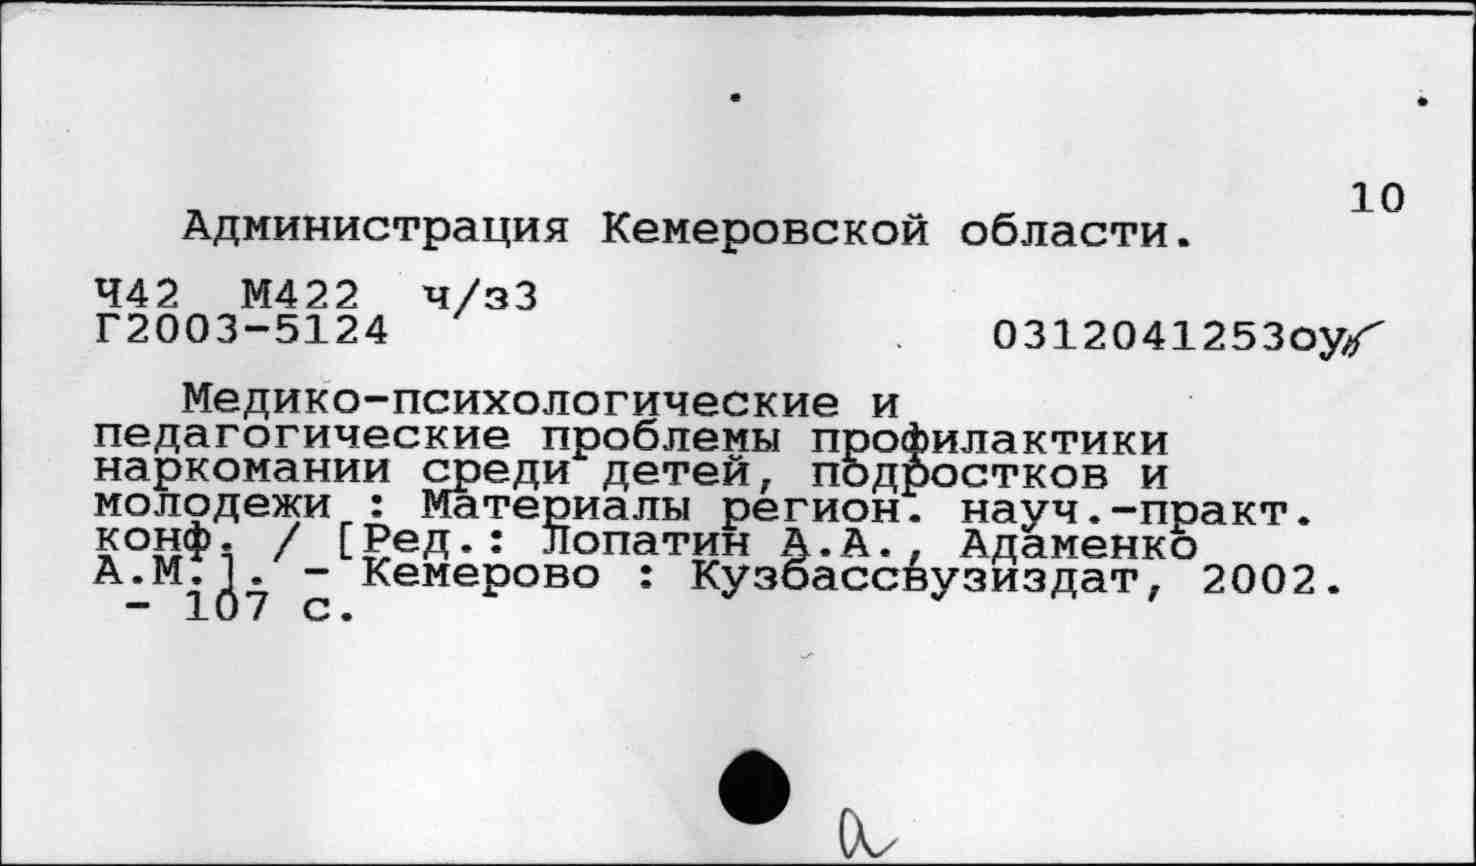 10
Администрация Кемеровской области.
Ч42 М422 ч/з3
Г2003-5124 0312041253оу
Медико-психологические и
педагогические проблемы профилактики
наркомании среди детей, подростков и
молодежи : Материалы регион. науч.-практ.
конф. / [Ред.: Лопатин А.А., Адаменко
А.М.]. - Кемерово : Кузбассвузиздат, 2002.
- 107 с.
а